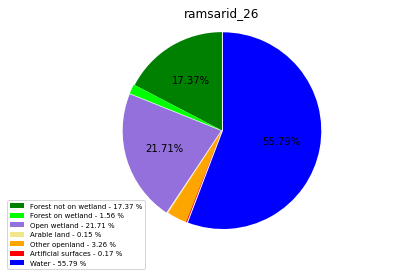 ramsarid_26
17.37%
55.79%
21.71%
Forest not on wetland - 17.37 %
Forest on wetland - 1.56 %
Open wetland - 21.71 %
Arable land - 0.15 %
Other openland - 3.26 %
Artificial surfaces - 0.17 %
Water - 55.79 %